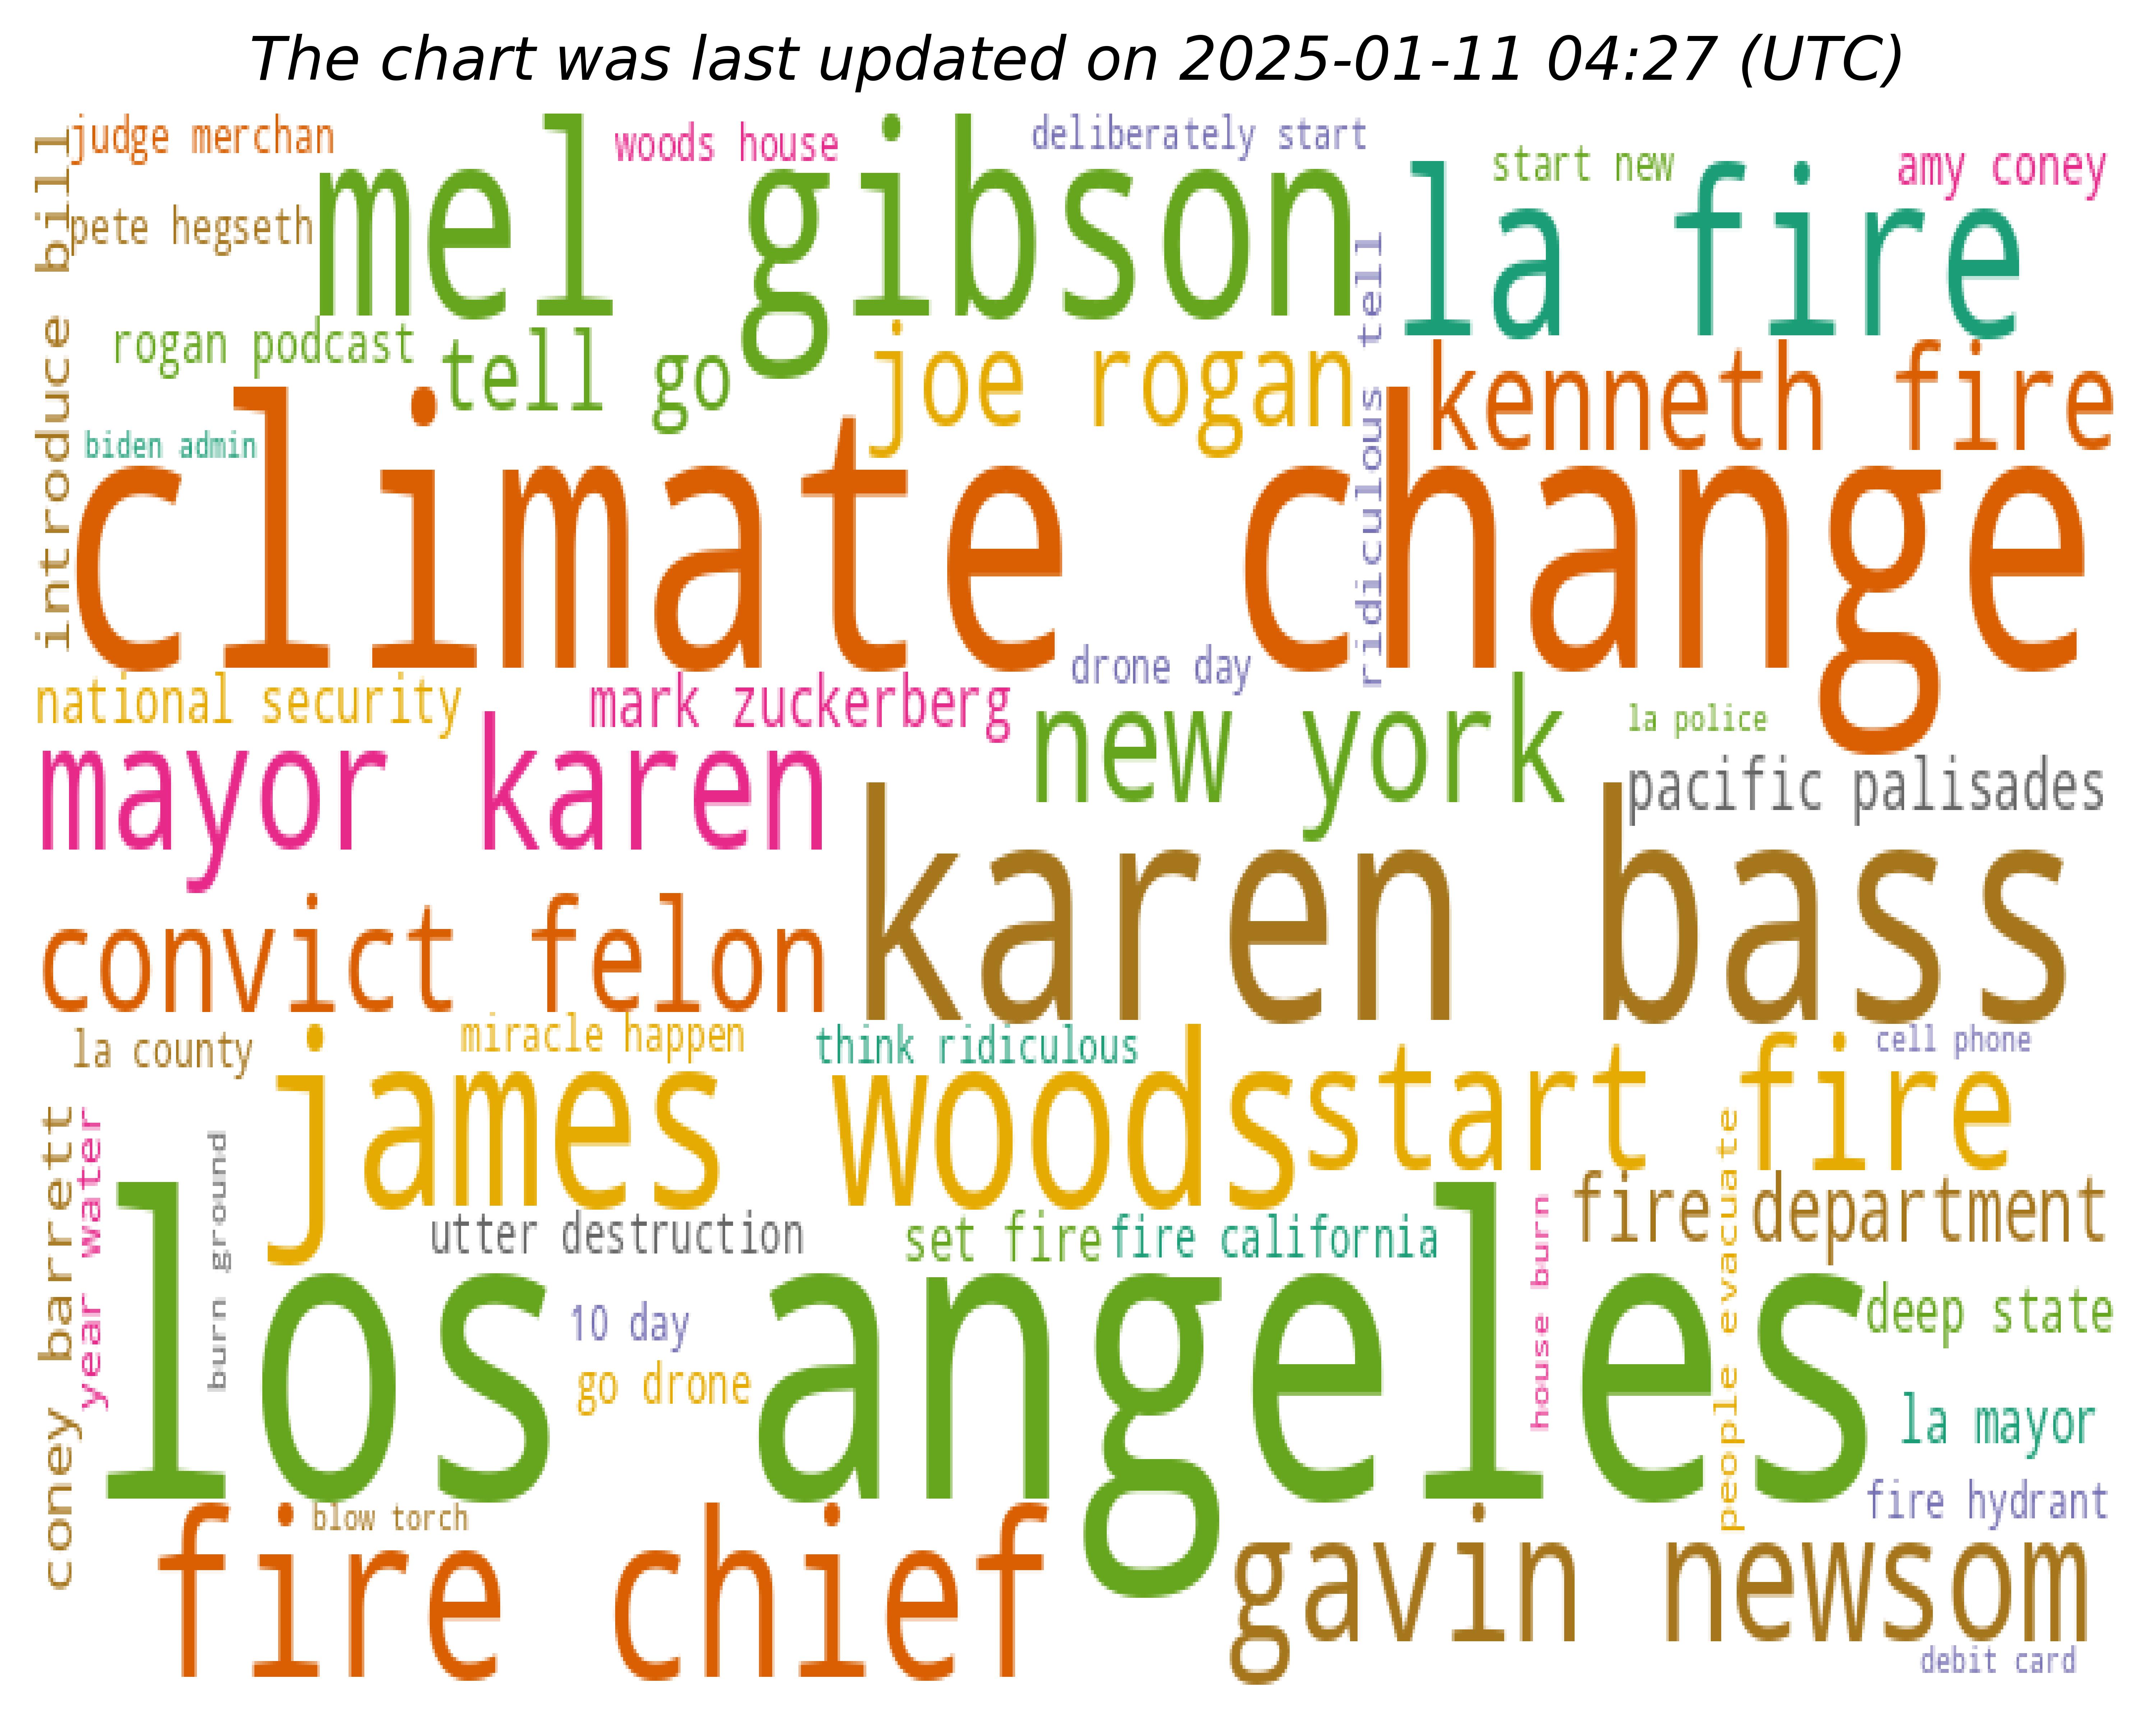 The chart was last updated on 2025-01-11 04:27 (UTC)
judge merchan
woods house
deliberately start
start new
amy coney
introduce bill
pete hegseth
mel gibson
la fire
ridiculous tell
rogan podcast
tell go
joe rogan
kenneth fire
biden admin
climate change
drone day
national security
mark zuckerberg
new york
la police
mayor karen
pacific palisades
karen bass
convict felon
la county
miracle happen
think ridiculous
cell phone
james woods
start fire
coney barrett
year water
burn ground
people evacuate
house burn
fire department
utter destruction
set fire
fire california
los angeles
10 day
deep state
go drone
la mayor
fire hydrant
blow torch
fire chief
gavin newsom
debit card